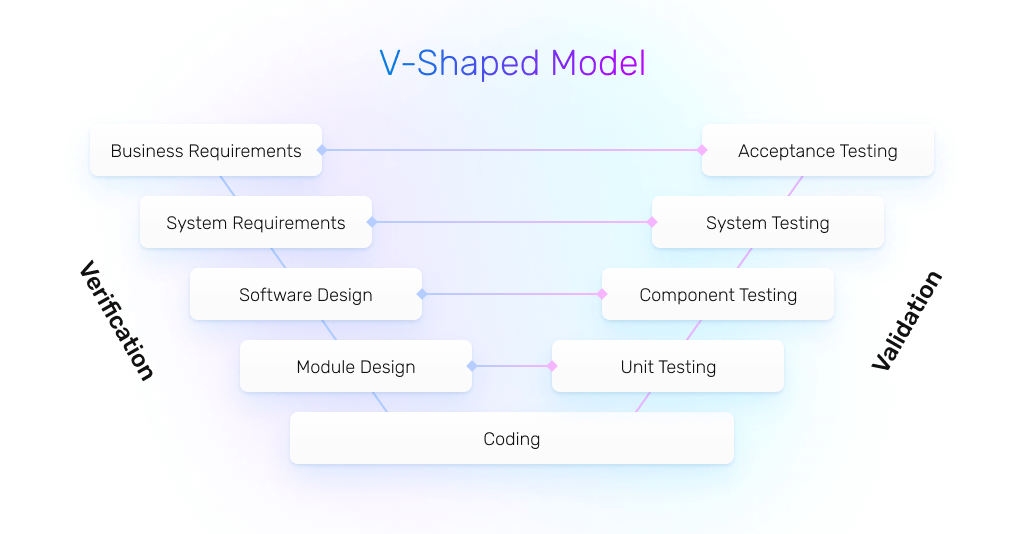 V-Shaped Model
Business Requirements
Acceptance Testing
System Requirements
System Testing
Verification
Software Design
Component Testing
Validation
Module Design
Unit Testing
Coding